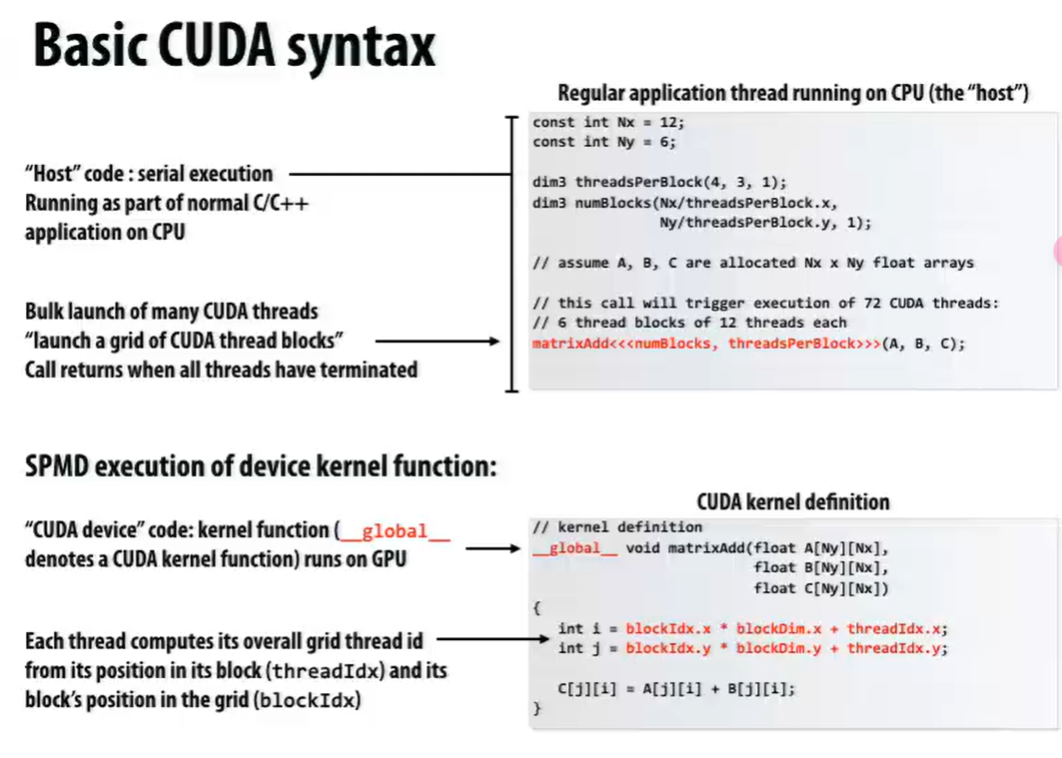 Basic CUDA syntax
Regular application thread running on CPU (the “host”)
“Host” code : serial execution
Running as part of normal C/C++
application on CPU
const int Nx = 12;
const int Ny = 6;
dim3 threadsPerBlock(4, 3, 1);
dim3 numBlocks(Nx/threadsPerBlock.x,
Ny/threadsPerBlock.y, 1);
// assume A, B, C are allocated Nx x Ny float arrays
// this call will trigger execution of 72 CUDA threads:
// 6 thread blocks of 12 threads each
matrixAdd<<<numBlocks, threadsPerBlock>>>(A, B, C);
Bulk launch of many CUDA threads
“launch a grid of CUDA thread blocks”
Call returns when all threads have terminated
SPMD execution of device kernel function:
“CUDA device” code: kernel function (__global__
denotes a CUDA kernel function) runs on GPU
Each thread computes its overall grid thread id
from its position in its block (threadIdx) and its
block’s position in the grid (blockIdx)
CUDA kernel definition
// kernel definition
__global__ void matrixAdd(float A[Ny][Nx],
float B[Ny][Nx],
float C[Ny][Nx])
{
int i = blockIdx.x * blockDim.x + threadIdx.x;
int j = blockIdx.y * blockDim.y + threadIdx.y;
C[j][i] = A[j][i] + B[j][i];
}